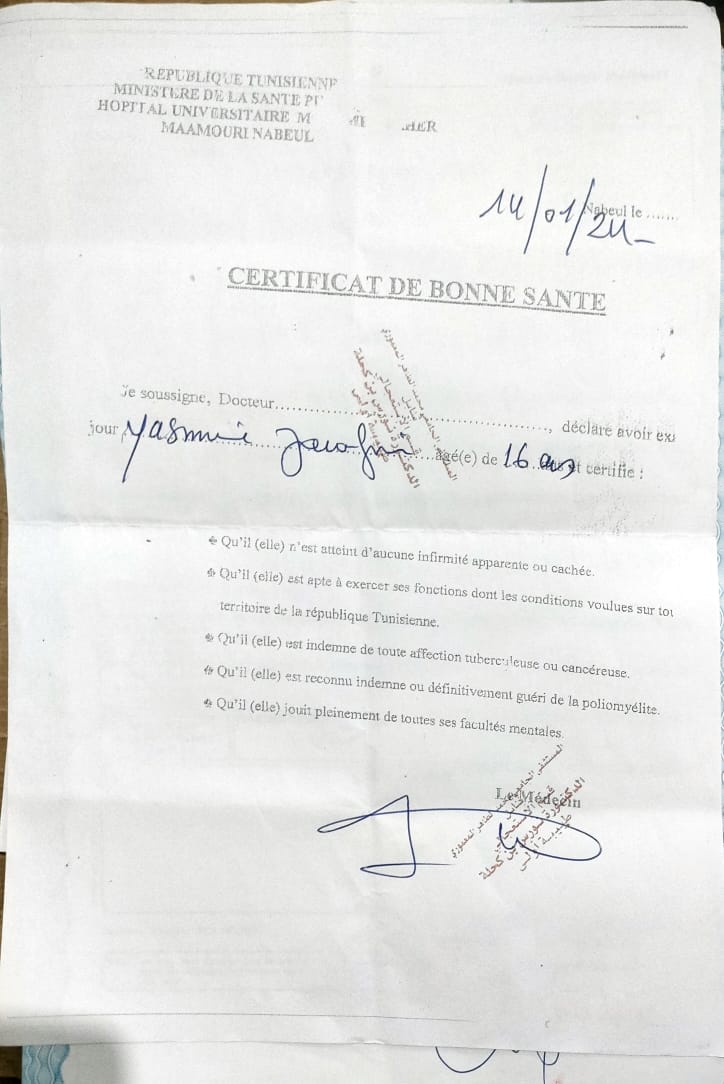 REPUBLIQUE TUNISIENNE
MINISTERE DE LA SANTE
HOPITAL UNIVERSITAIRE M
MAAMOURI NABEUL
14/01/24
Nabeul le .......
CERTIFICAT DE BONNE SANTE
Je soussigne, Docteur........................................................., déclare avoir exa
jour Yasmine âgé(e) de 16 ans et certifie :
Qu'il (elle) n'est atteint d'aucune infirmité apparente ou cachée.
Qu'il (elle) est apte à exercer ses fonctions dont les conditions voulues sur tou
territoire de la république Tunisienne.
Qu'il (elle) est indemne de toute affection tuberculeuse ou cancéreuse.
Qu'il (elle) est reconnu indemne ou définitivement guéri de la poliomyélite.
Qu'il (elle) jouit pleinement de toutes ses facultés mentales.
Le Médecin